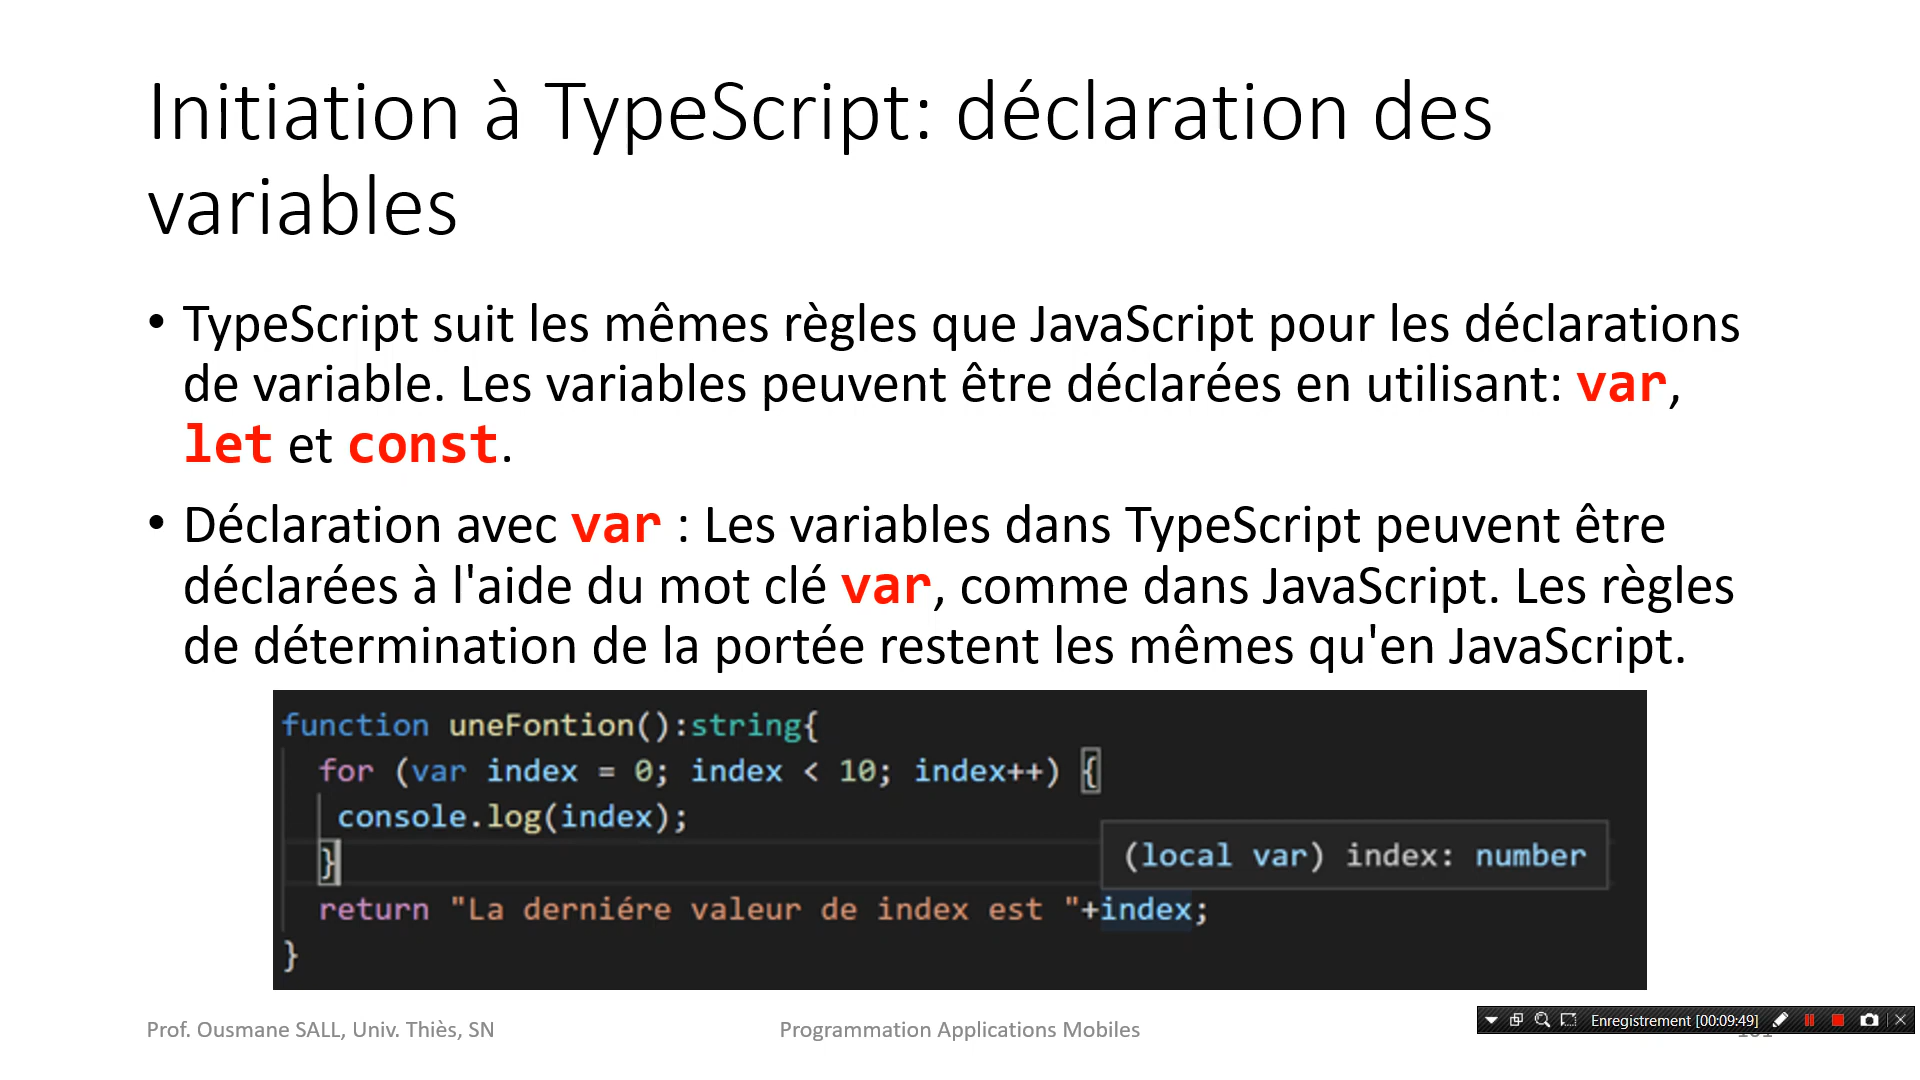 Initiation à TypeScript: déclaration des
variables
• TypeScript suit les mêmes règles que JavaScript pour les déclarations
de variable. Les variables peuvent être déclarées en utilisant: var,
let et const.
• Déclaration avec var : Les variables dans TypeScript peuvent être
déclarées à l'aide du mot clé var, comme dans JavaScript. Les règles
de détermination de la portée restent les mêmes qu'en JavaScript.
function uneFontion():string{
for (var index = 0; index < 10; index++) {
console.log(index);
}
(local var) index: number
return "La derniére valeur de index est "+index;
}
Prof. Ousmane SALL, Univ. Thiès, SN
Programmation Applications Mobiles
Enregistrement [00:09:49]